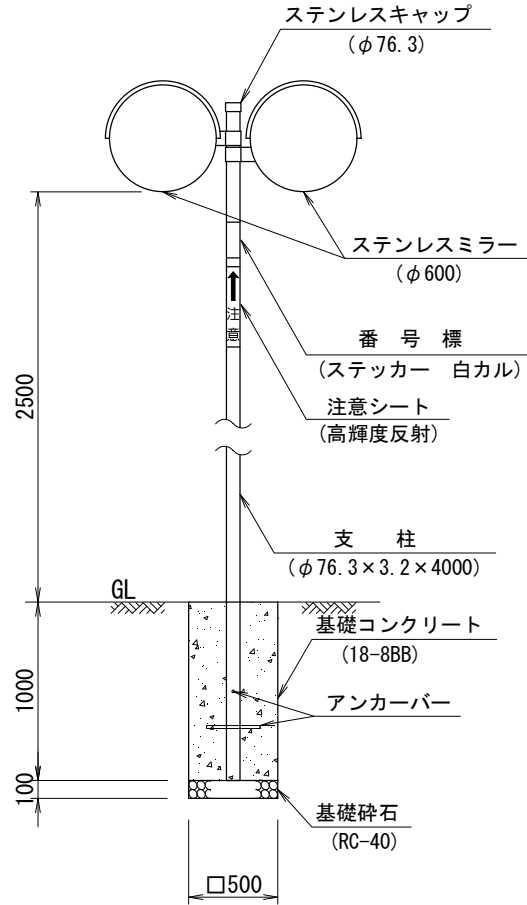 ステンレスキャップ
(φ76.3)
ステンレスミラー
(φ600)
番 号 標
(ステッカー 白カル)
注意
注意シート
(高輝度反射)
2500
支 柱
(φ76.3×3.2×4000)
GL
基礎コンクリート
(18-8BB)
1000
アンカーバー
100
基礎砕石
(RC-40)
□500